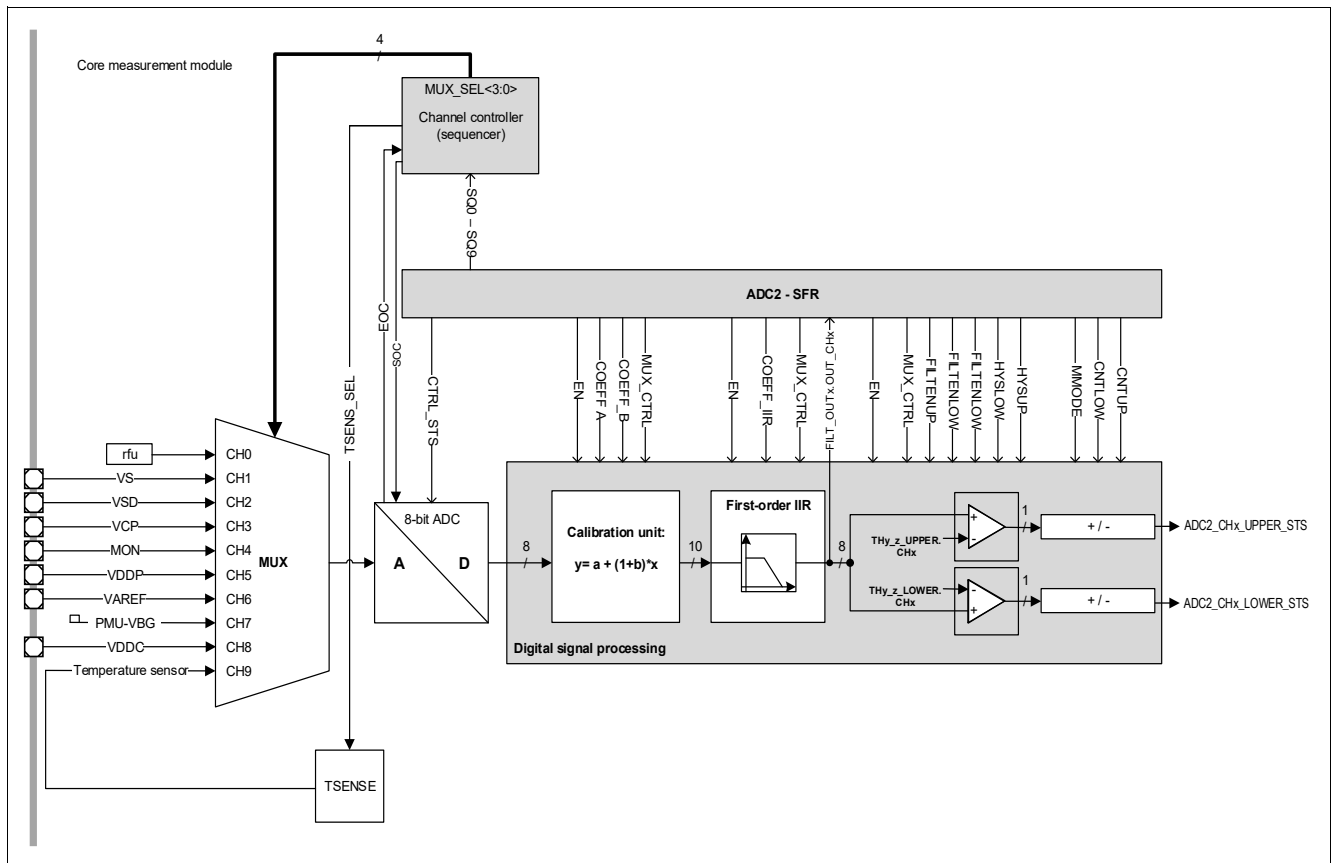 4
Core measurement module
MUX_SEL<3:0>
Channel controller
(sequencer)
SQ0 – SQ9
ADC2 - SFR
TSENS_SEL
EOC
SOC
CTRL_STS
EN
COEFF A
COEFF_B
MUX_CTRL
EN
COEFF_IIR
MUX_CTRL
FILT_OUTx.OUT_CHx
EN
MUX_CTRL
FILTENUP
FILTENLOW
FILTENLOW
HYSLOW
HYSUP
MMODE
CNTLOW
CNTUP
rfu
VS
VSD
VCP
MON
VDDP
VAREF
PMU-VBG
VDDC
Temperature sensor
CH0
CH1
CH2
CH3
CH4
CH5
CH6
CH7
CH8
CH9
MUX
8-bit ADC
A
D
8
Calibration unit:
y= a + (1+b)*x
10
First-order IIR
8
THy_z_UPPER.
CHx
+
-
1
+ / -
ADC2_CHx_UPPER_STS
THy_z_LOWER.
CHx
-
+
1
+ / -
ADC2_CHx_LOWER_STS
Digital signal processing
TSENSE